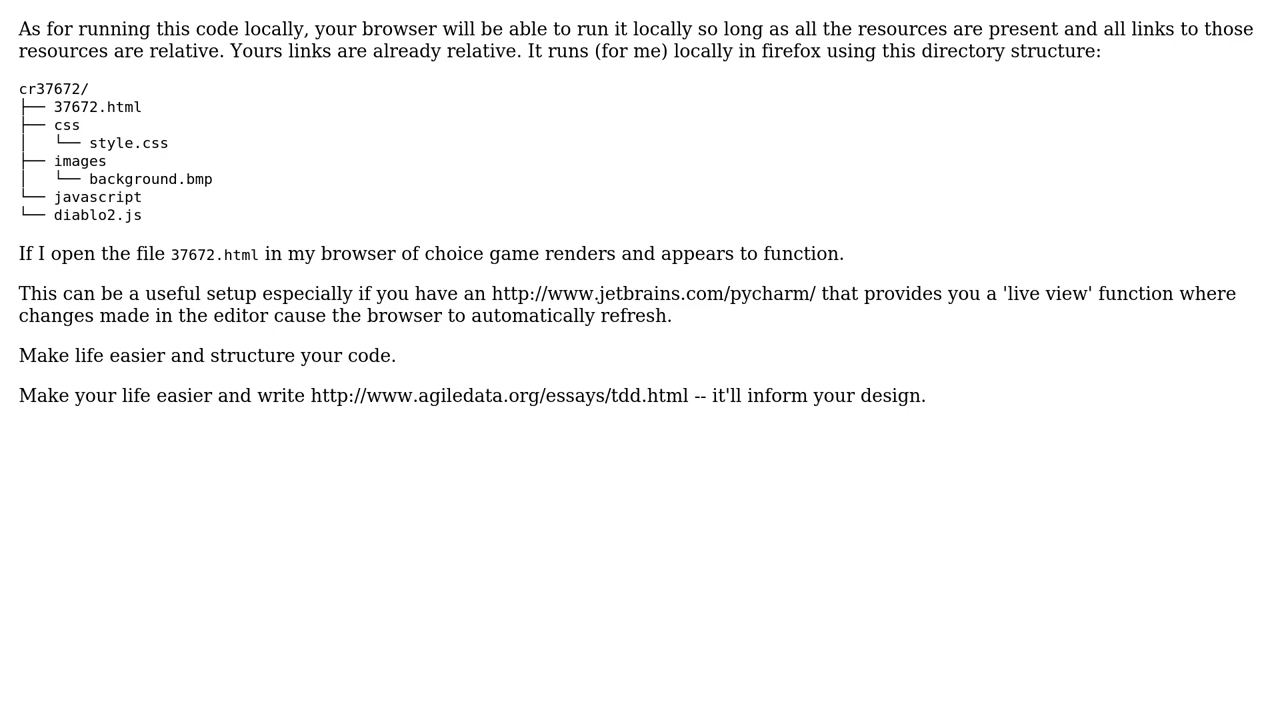 As for running this code locally, your browser will be able to run it locally so long as all the resources are present and all links to those
resources are relative. Yours links are already relative. It runs (for me) locally in firefox using this directory structure:
cr37672/
├── 37672.html
├── css
│   └── style.css
├── images
│   └── background.bmp
└── javascript
└── diablo2.js
If I open the file 37672.html in my browser of choice game renders and appears to function.
This can be a useful setup especially if you have an http://www.jetbrains.com/pycharm/ that provides you a 'live view' function where
changes made in the editor cause the browser to automatically refresh.
Make life easier and structure your code.
Make your life easier and write http://www.agiledata.org/essays/tdd.html -- it'll inform your design.